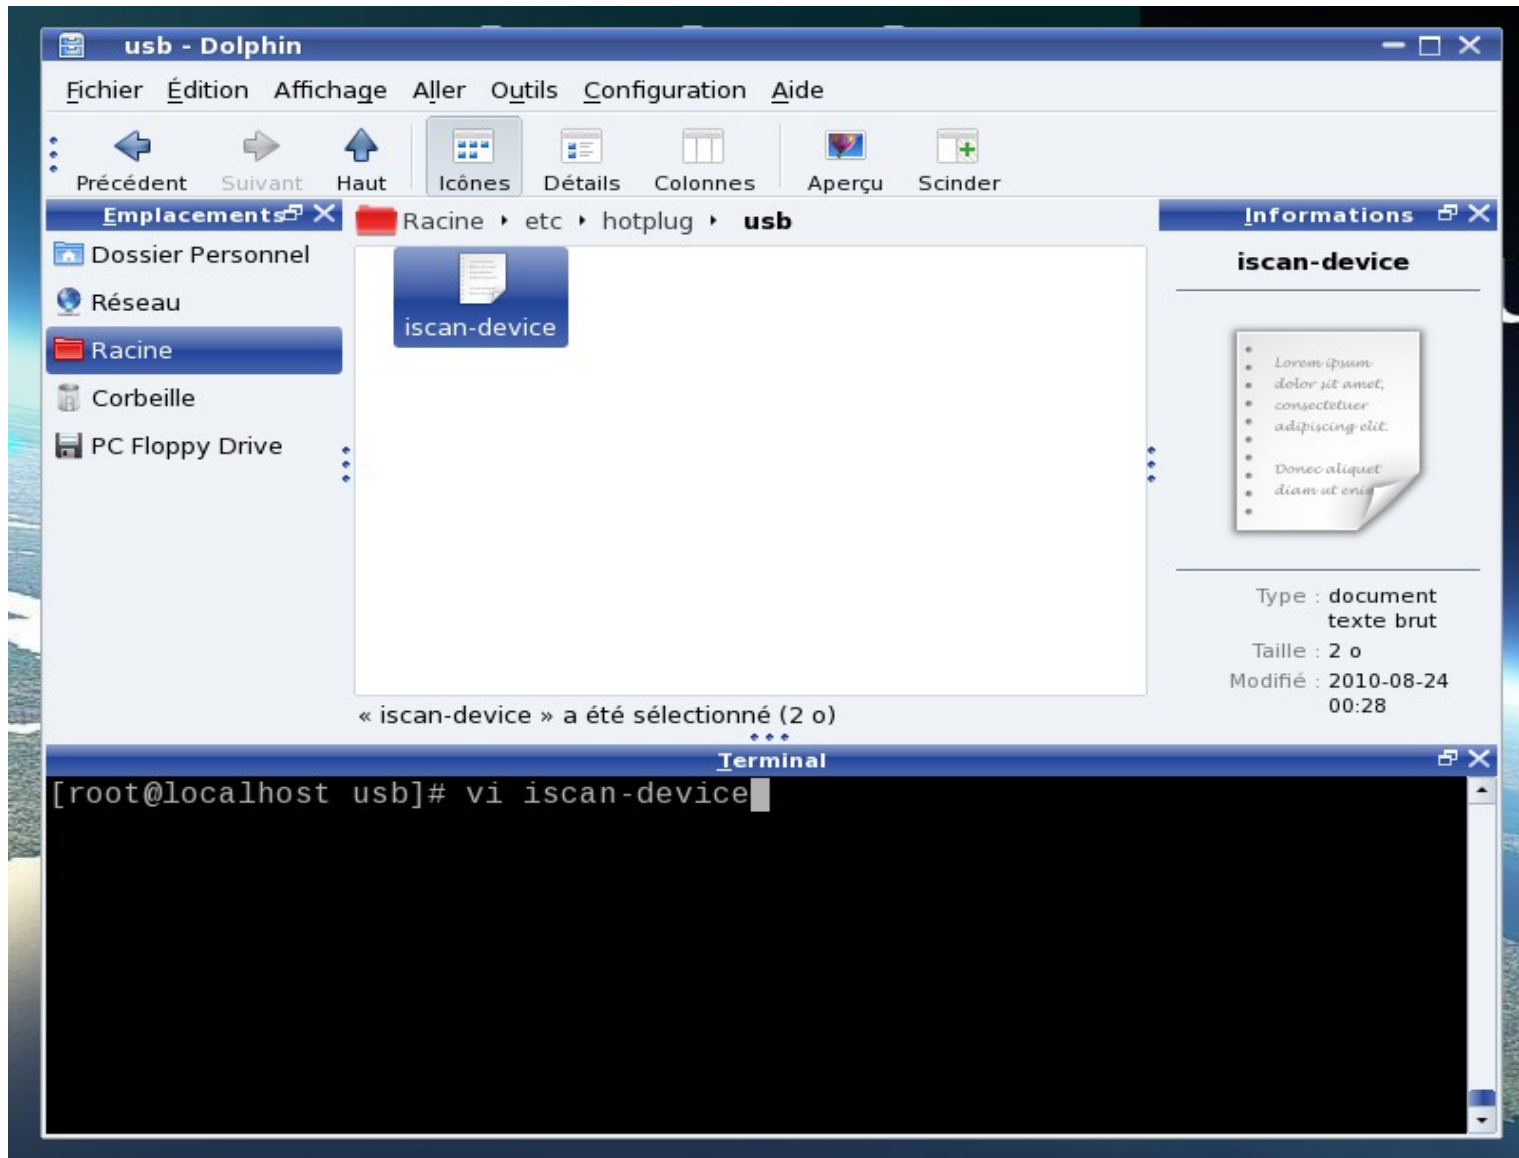 usb - Dolphin
Fichier Édition Affichage Aller Outils Configuration Aide
Précédent Suivant Haut Icônes Détails Colonnes Aperçu Scinder
Emplacements
Dossier Personnel
Réseau
Racine
Corbeille
PC Floppy Drive
Racine etc hotplug usb
iscan-device
« iscan-device » a été sélectionné (2 o)
Informations
iscan-device
Lorem ipsum
dolor sit amet,
consectetuer
adipiscing elit.
Donec aliquet
diam ut enim
Type : document
texte brut
Taille : 2 o
Modifié : 2010-08-24
00:28
Terminal
[root@localhost usb]# vi iscan-device